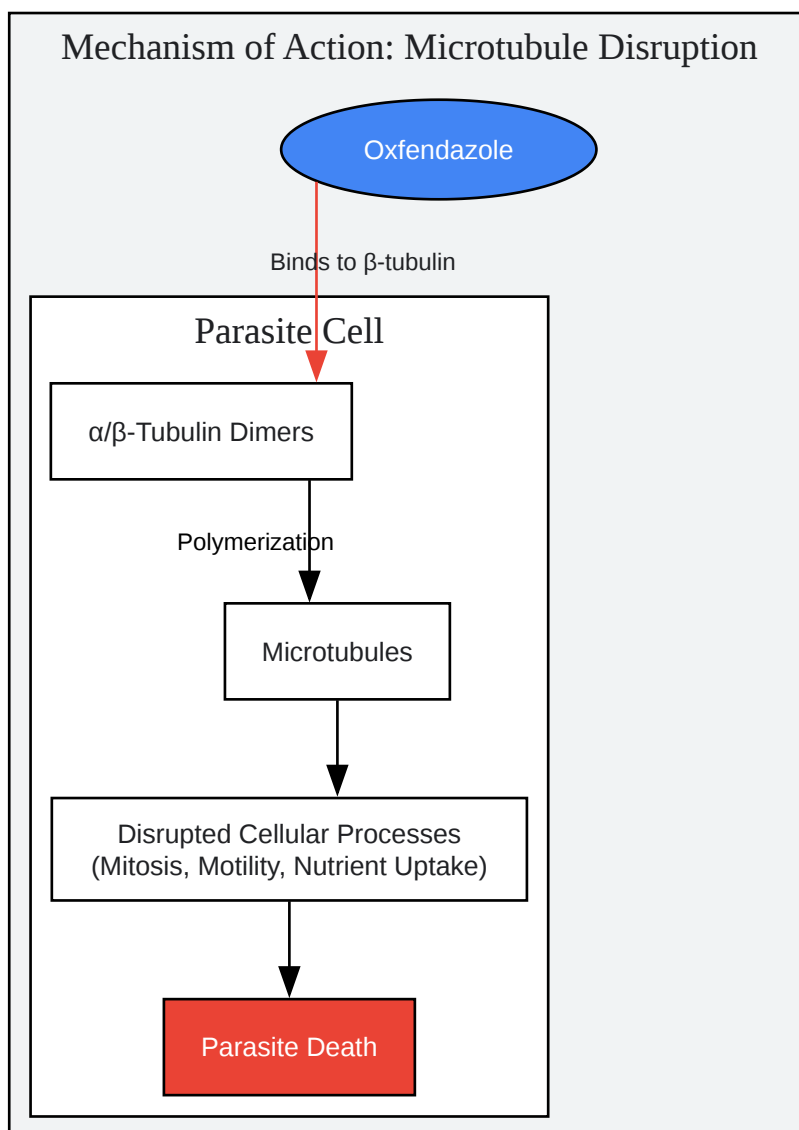 Mechanism of Action: Microtubule Disruption
Oxfendazole
Binds to β-tubulin
Parasite Cell
α/β-Tubulin Dimers
Polymerization
Microtubules
Disrupted Cellular Processes
(Mitosis, Motility, Nutrient Uptake)
Parasite Death